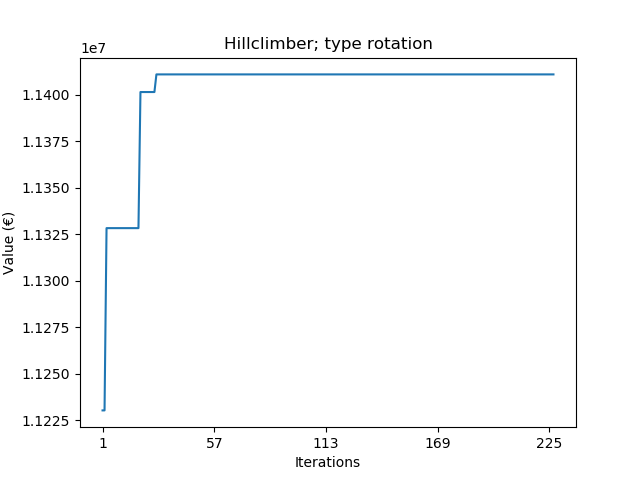 Hillclimber; type rotation
1e7
1.1400
1.1375
1.1350
1.1325
1.1300
1.1275
1.1250
1.1225
Value (€)
1 57 113 169 225
Iterations